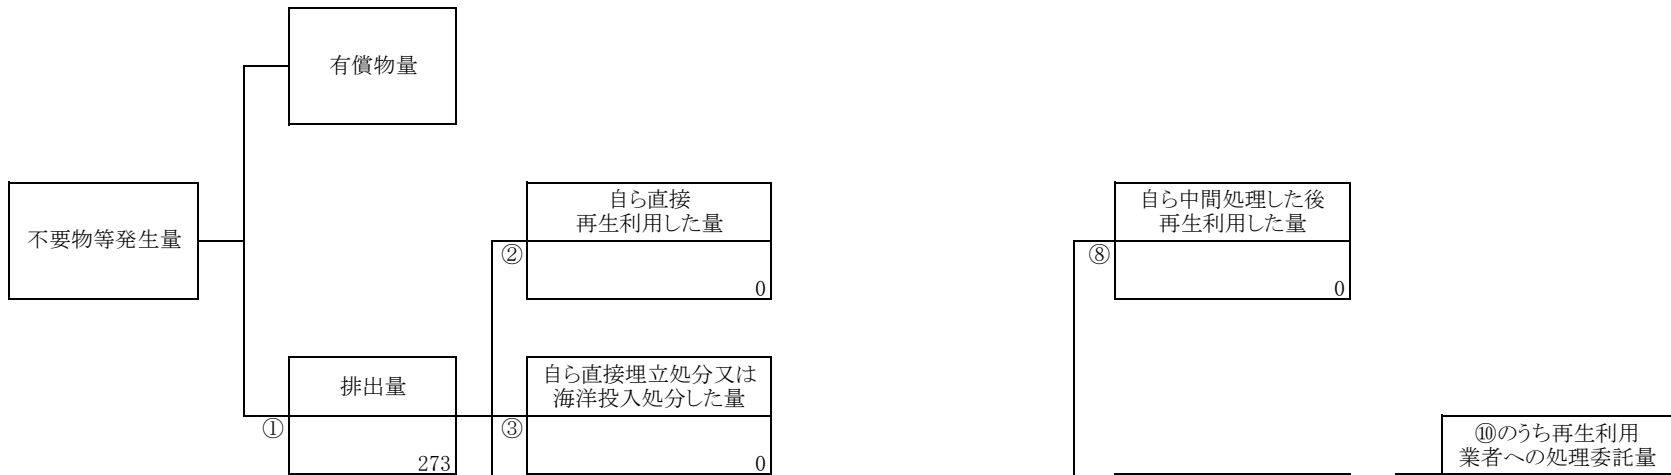 有償物量
不要物等発生量
自ら直接
再生利用した量
②
0
自ら中間処理した後
再生利用した量
⑧
0
排出量
①
273
自ら直接埋立処分又は
海洋投入処分した量
③
0
⑩のうち再生利用
業者への処理委託量